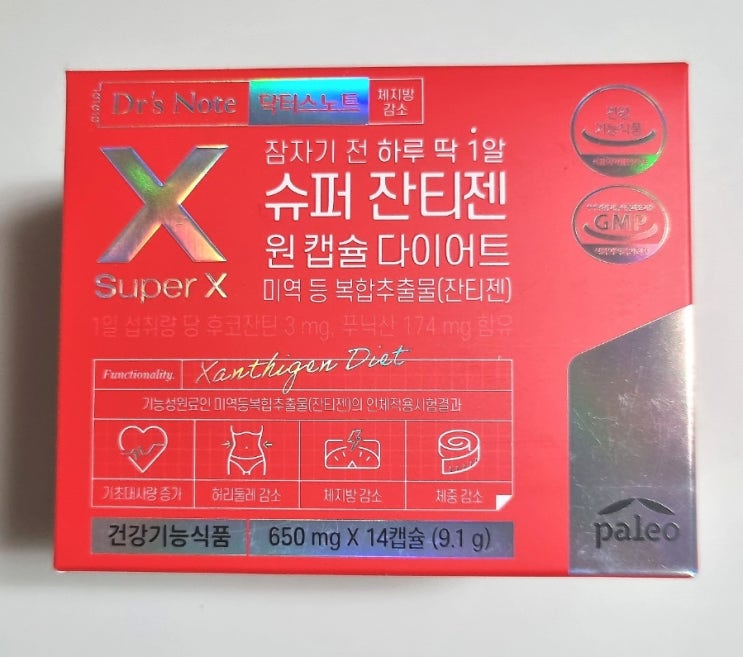 Dr's Note 닥터스노트 체지방 감소
건강
기능식품
GMP
X
Super X
잠자기 전 하루 딱 1알
슈퍼 잔티젠
원 캡슐 다이어트
미역 등 복합추출물(잔티젠)
1일 섭취량 당 후코잔틴 3 mg, 푸닉산 174 mg 함유
Functionality. Xanthigen Diet
기능성원료인 미역등복합추출물(잔티젠)의 인체적용시험결과
기초대사량 증가 허리둘레 감소 체지방 감소 체중 감소
건강기능식품 650 mg X 14캡슐 (9.1 g)
paleo